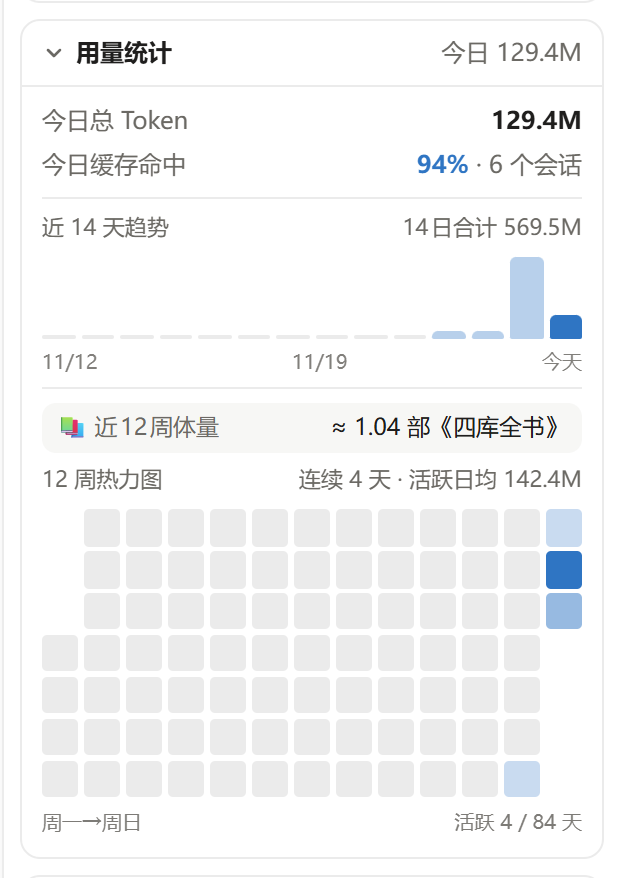 用量统计 今日 129.4M
今日总 Token 129.4M
今日缓存命中 94% · 6 个会话
近 14 天趋势 14日合计 569.5M
11/12 11/19 今天
近12周体量 ≈ 1.04 部《四库全书》
12 周热力图 连续 4 天 · 活跃日均 142.4M
周一→周日 活跃 4 / 84 天